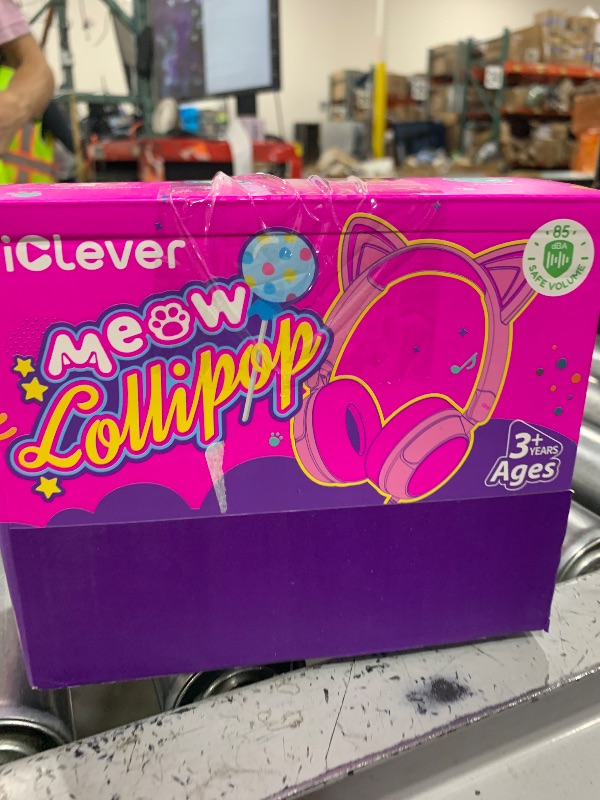 iClever
Meow
Lollipop
85
dBA
SAFE VOLUME
3+
YEARS
Ages